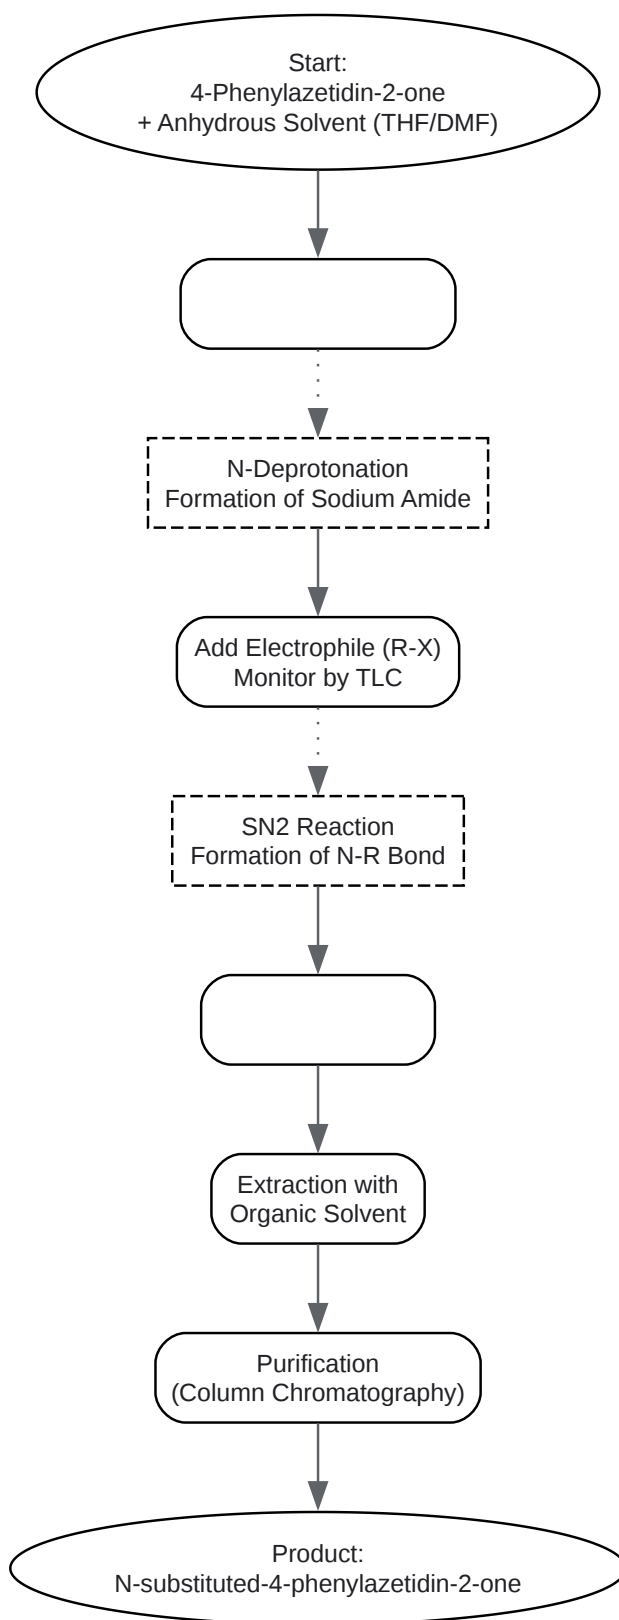 Start:
4-Phenylazetidin-2-one
+ Anhydrous Solvent (THF/DMF)
N-Deprotonation
Formation of Sodium Amide
Add Electrophile (R-X)
Monitor by TLC
SN2 Reaction
Formation of N-R Bond
Extraction with
Organic Solvent
Purification
(Column Chromatography)
Product:
N-substituted-4-phenylazetidin-2-one